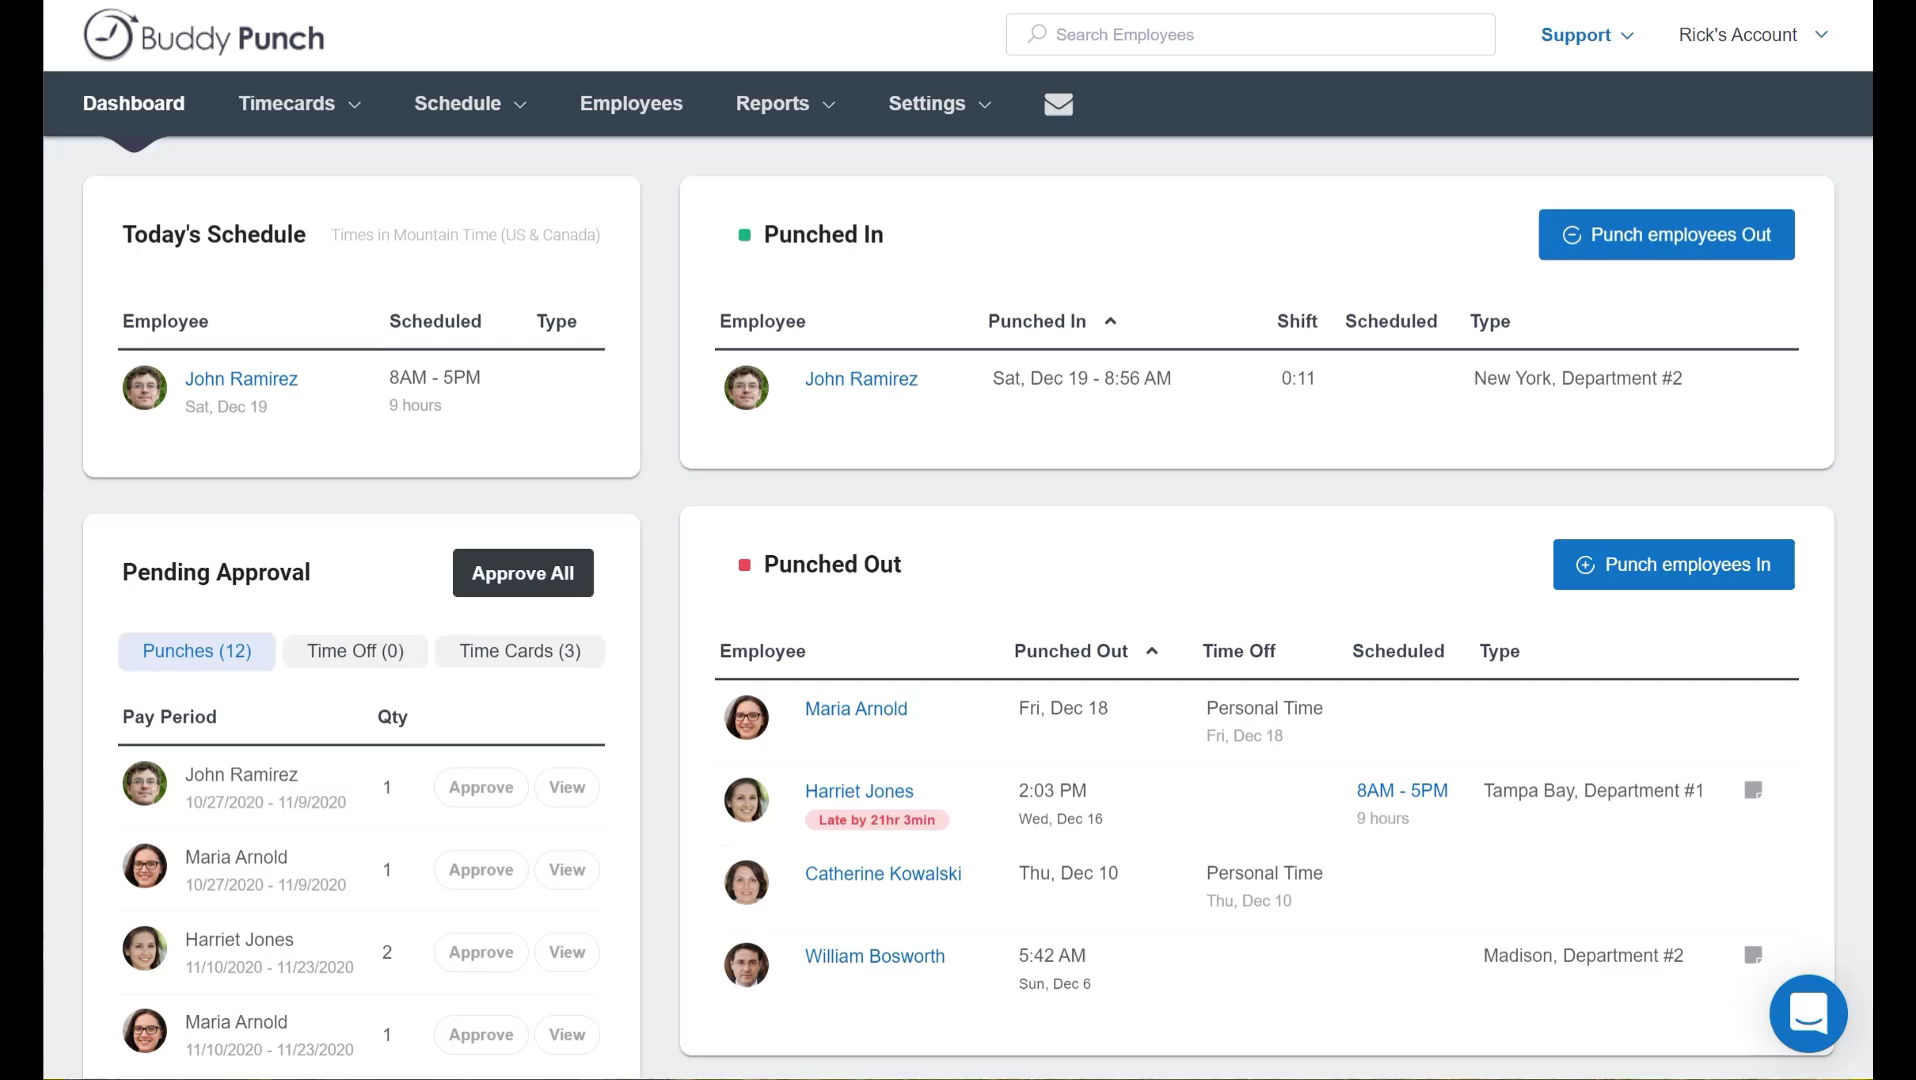 Buddy Punch
Search Employees
Support
Rick's Account
Dashboard
Timecards
Schedule
Employees
Reports
Settings
Today's Schedule
Times in Mountain Time (US & Canada)
Employee Scheduled Type
John Ramirez 8AM - 5PM
Sat, Dec 19 9 hours
Punched In
Punch employees Out
Employee Punched In Shift Scheduled Type
John Ramirez Sat, Dec 19 - 8:56 AM 0:11 New York, Department #2
Pending Approval
Approve All
Punches (12) Time Off (0) Time Cards (3)
Pay Period Qty
John Ramirez 1 Approve View
10/27/2020 - 11/9/2020
Maria Arnold 1 Approve View
10/27/2020 - 11/9/2020
Harriet Jones 2 Approve View
11/10/2020 - 11/23/2020
Maria Arnold 1 Approve View
11/10/2020 - 11/23/2020
Punched Out
Punch employees In
Employee Punched Out Time Off Scheduled Type
Maria Arnold Fri, Dec 18 Personal Time
Fri, Dec 18
Harriet Jones 2:03 PM 8AM - 5PM Tampa Bay, Department #1
Late by 21hr 3min Wed, Dec 16 9 hours
Catherine Kowalski Thu, Dec 10 Personal Time
Thu, Dec 10
William Bosworth 5:42 AM Madison, Department #2
Sun, Dec 6